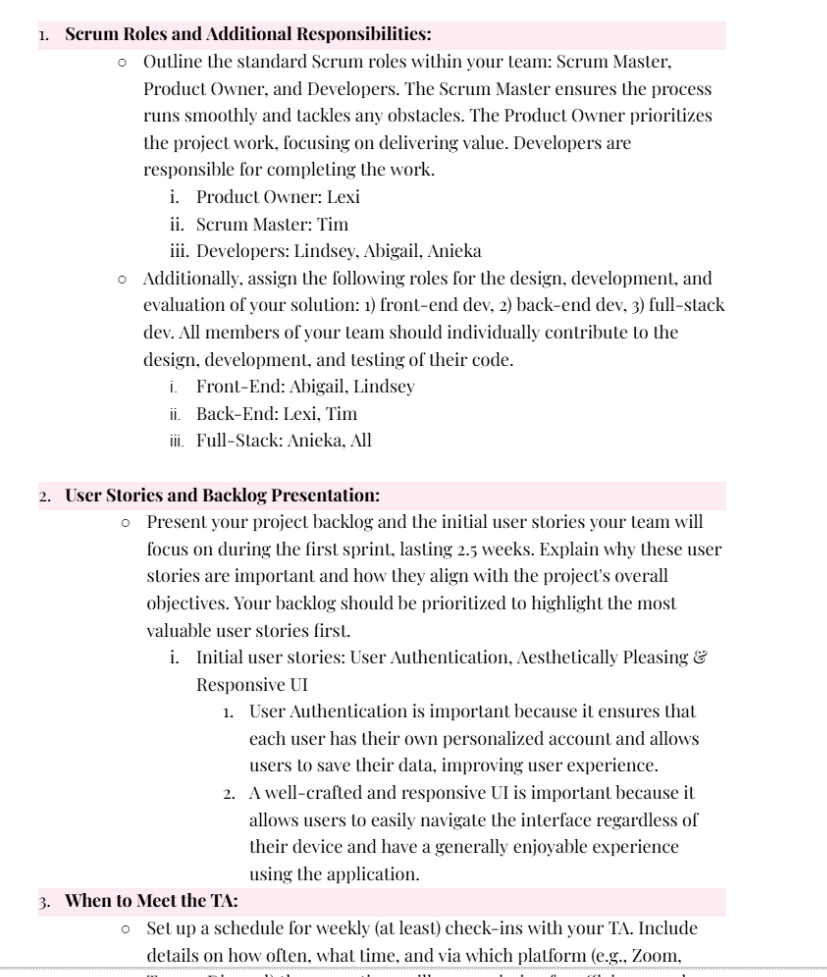 1. Scrum Roles and Additional Responsibilities:
○ Outline the standard Scrum roles within your team: Scrum Master,
Product Owner, and Developers. The Scrum Master ensures the process
runs smoothly and tackles any obstacles. The Product Owner prioritizes
the project work, focusing on delivering value. Developers are
responsible for completing the work.
i. Product Owner: Lexi
ii. Scrum Master: Tim
iii. Developers: Lindsey, Abigail, Anieka
○ Additionally, assign the following roles for the design, development, and
evaluation of your solution: 1) front-end dev, 2) back-end dev, 3) full-stack
dev. All members of your team should individually contribute to the
design, development, and testing of their code.
i. Front-End: Abigail, Lindsey
ii. Back-End: Lexi, Tim
iii. Full-Stack: Anieka, All
2. User Stories and Backlog Presentation:
○ Present your project backlog and the initial user stories your team will
focus on during the first sprint, lasting 2.5 weeks. Explain why these user
stories are important and how they align with the project's overall
objectives. Your backlog should be prioritized to highlight the most
valuable user stories first.
i. Initial user stories: User Authentication, Aesthetically Pleasing &
Responsive UI
1. User Authentication is important because it ensures that
each user has their own personalized account and allows
users to save their data, improving user experience.
2. A well-crafted and responsive UI is important because it
allows users to easily navigate the interface regardless of
their device and have a generally enjoyable experience
using the application.
3. When to Meet the TA:
○ Set up a schedule for weekly (at least) check-ins with your TA. Include
details on how often, what time, and via which platform (e.g., Zoom,